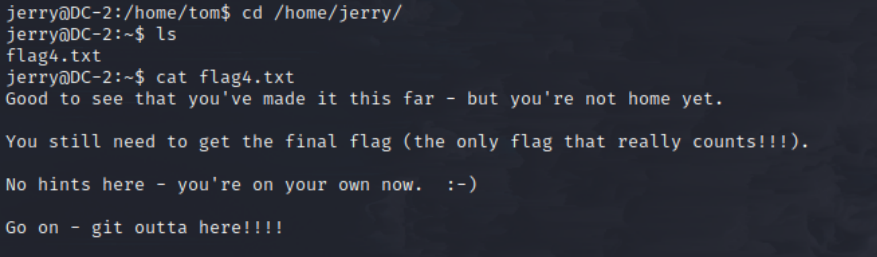 jerry@DC-2:/home/tom$ cd /home/jerry/
jerry@DC-2:~$ ls
flag4.txt
jerry@DC-2:~$ cat flag4.txt
Good to see that you've made it this far - but you're not home yet.
You still need to get the final flag (the only flag that really counts!!!).
No hints here - you're on your own now.  :-)
Go on - git outta here!!!!